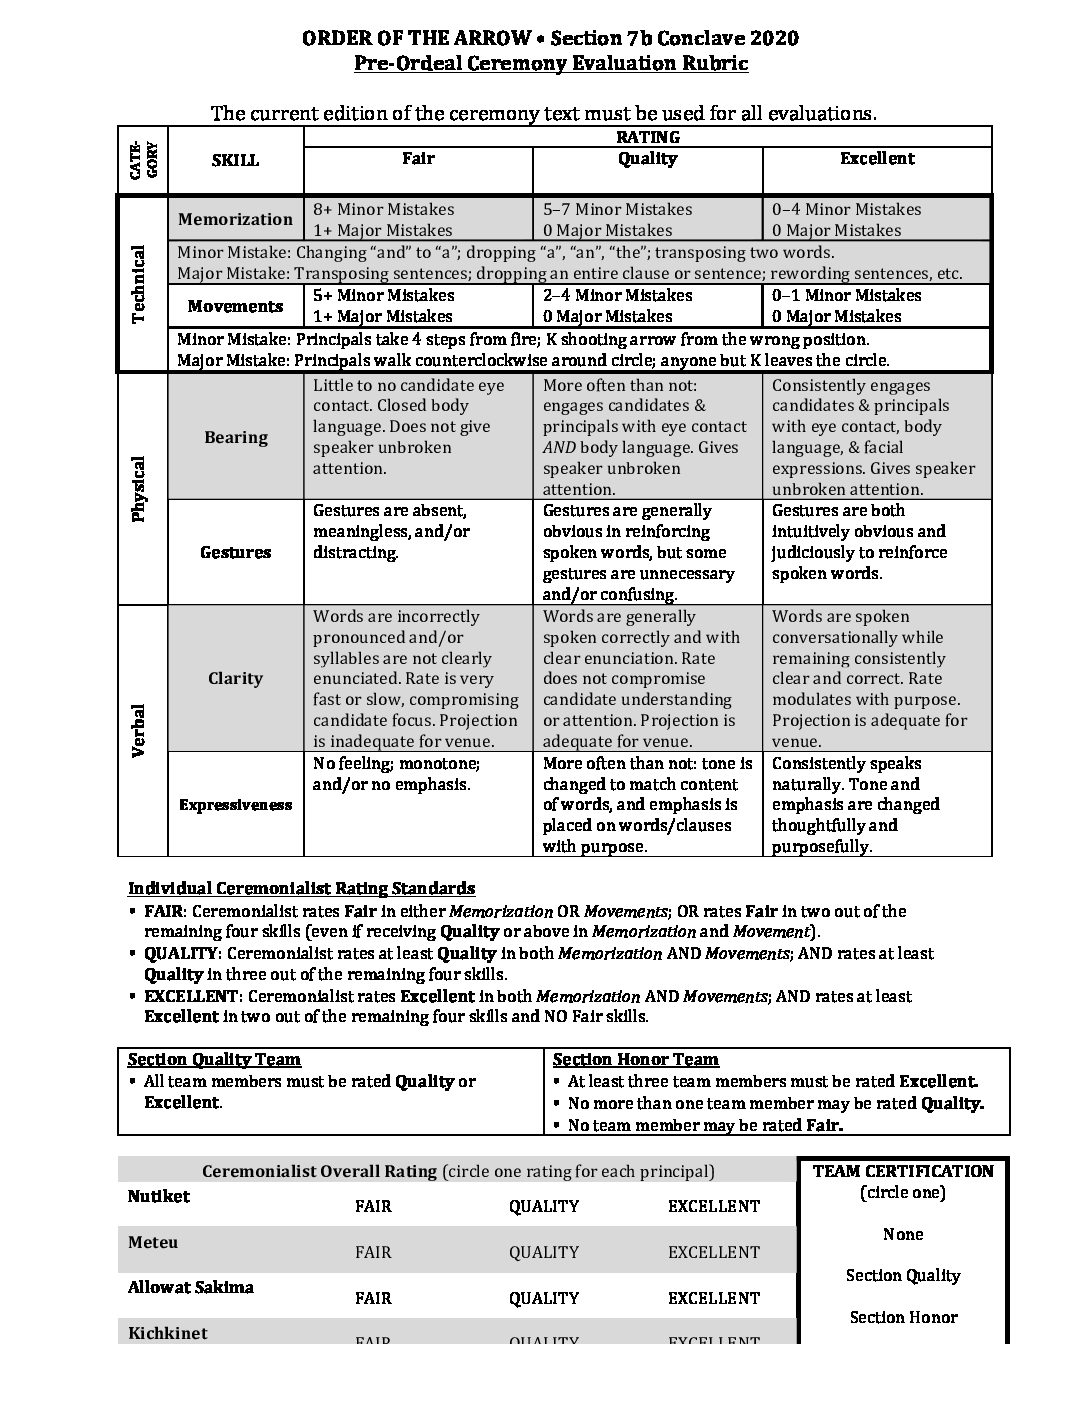 ORDER OF THE ARROW • Section 7b Conclave 2020
Pre-Ordeal Ceremony Evaluation Rubric
The current edition of the ceremony text must be used for all evaluations.
CATE-
GORY
SKILL
RATING
Fair
Quality
Excellent
Technical
Memorization
8+ Minor Mistakes
1+ Major Mistakes
5–7 Minor Mistakes
0 Major Mistakes
0–4 Minor Mistakes
0 Major Mistakes
Minor Mistake: Changing “and” to “a”; dropping “a”, “an”, “the”; transposing two words.
Major Mistake: Transposing sentences; dropping an entire clause or sentence; rewording sentences, etc.
Movements
5+ Minor Mistakes
1+ Major Mistakes
2–4 Minor Mistakes
0 Major Mistakes
0–1 Minor Mistakes
0 Major Mistakes
Minor Mistake: Principals take 4 steps from fire; K shooting arrow from the wrong position.
Major Mistake: Principals walk counterclockwise around circle; anyone but K leaves the circle.
Physical
Bearing
Little to no candidate eye
contact. Closed body
language. Does not give
speaker unbroken
attention.
More often than not:
engages candidates &
principals with eye contact
AND body language. Gives
speaker unbroken
attention.
Consistently engages
candidates & principals
with eye contact, body
language, & facial
expressions. Gives speaker
unbroken attention.
Gestures
Gestures are absent,
meaningless, and/or
distracting.
Gestures are generally
obvious in reinforcing
spoken words, but some
gestures are unnecessary
and/or confusing.
Gestures are both
intuitively obvious and
judiciously to reinforce
spoken words.
Verbal
Clarity
Words are incorrectly
pronounced and/or
syllables are not clearly
enunciated. Rate is very
fast or slow, compromising
candidate focus. Projection
is inadequate for venue.
Words are generally
spoken correctly and with
clear enunciation. Rate
does not compromise
candidate understanding
or attention. Projection is
adequate for venue.
Words are spoken
conversationally while
remaining consistently
clear and correct. Rate
modulates with purpose.
Projection is adequate for
venue.
Expressiveness
No feeling; monotone;
and/or no emphasis.
More often than not: tone is
changed to match content
of words, and emphasis is
placed on words/clauses
with purpose.
Consistently speaks
naturally. Tone and
emphasis are changed
thoughtfully and
purposefully.
Individual Ceremonialist Rating Standards
▪ FAIR: Ceremonialist rates Fair in either Memorization OR Movements; OR rates Fair in two out of the
remaining four skills (even if receiving Quality or above in Memorization and Movement).
▪ QUALITY: Ceremonialist rates at least Quality in both Memorization AND Movements; AND rates at least
Quality in three out of the remaining four skills.
▪ EXCELLENT: Ceremonialist rates Excellent in both Memorization AND Movements; AND rates at least
Excellent in two out of the remaining four skills and NO Fair skills.
Section Quality Team
▪ All team members must be rated Quality or
Excellent.
Section Honor Team
▪ At least three team members must be rated Excellent.
▪ No more than one team member may be rated Quality.
▪ No team member may be rated Fair.
Ceremonialist Overall Rating (circle one rating for each principal)
Nutiket
FAIR QUALITY EXCELLENT
Meteu
FAIR QUALITY EXCELLENT
Allowat Sakima
FAIR QUALITY EXCELLENT
Kichkinet
FAIR QUALITY EXCELLENT
TEAM CERTIFICATION
(circle one)
None
Section Quality
Section Honor